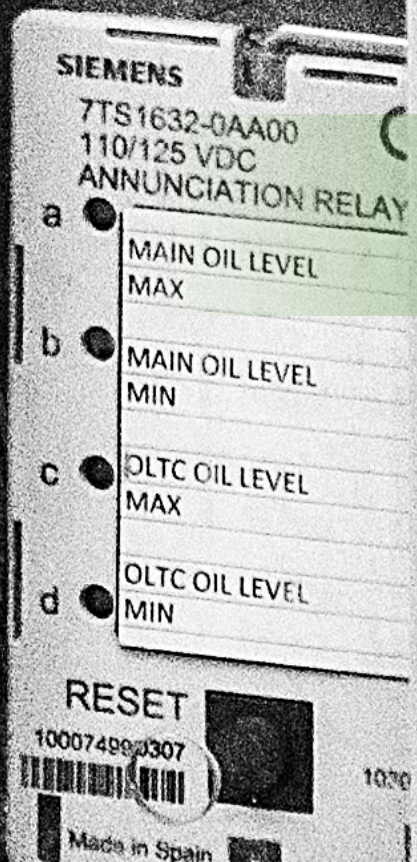 SIEMENS
7TS1632-0AA00
110/125 VDC
ANNUNCIATION RELAY
a
MAIN OIL LEVEL
MAX
b
MAIN OIL LEVEL
MIN
c
OLTC OIL LEVEL
MAX
d
OLTC OIL LEVEL
MIN
RESET
Made in Spain